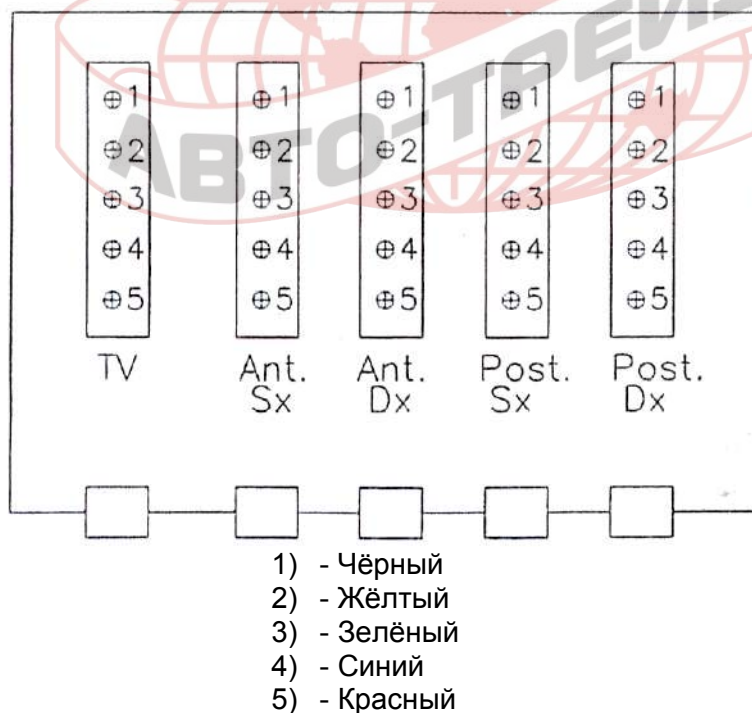 АВТО-ТРЕЙД
1 1 1 1 1
2 2 2 2 2
3 3 3 3 3
4 4 4 4 4
5 5 5 5 5
TV Ant. Ant. Post. Post.
Sx Dx Sx Dx
1) - Чёрный
2) - Жёлтый
3) - Зелёный
4) - Синий
5) - Красный